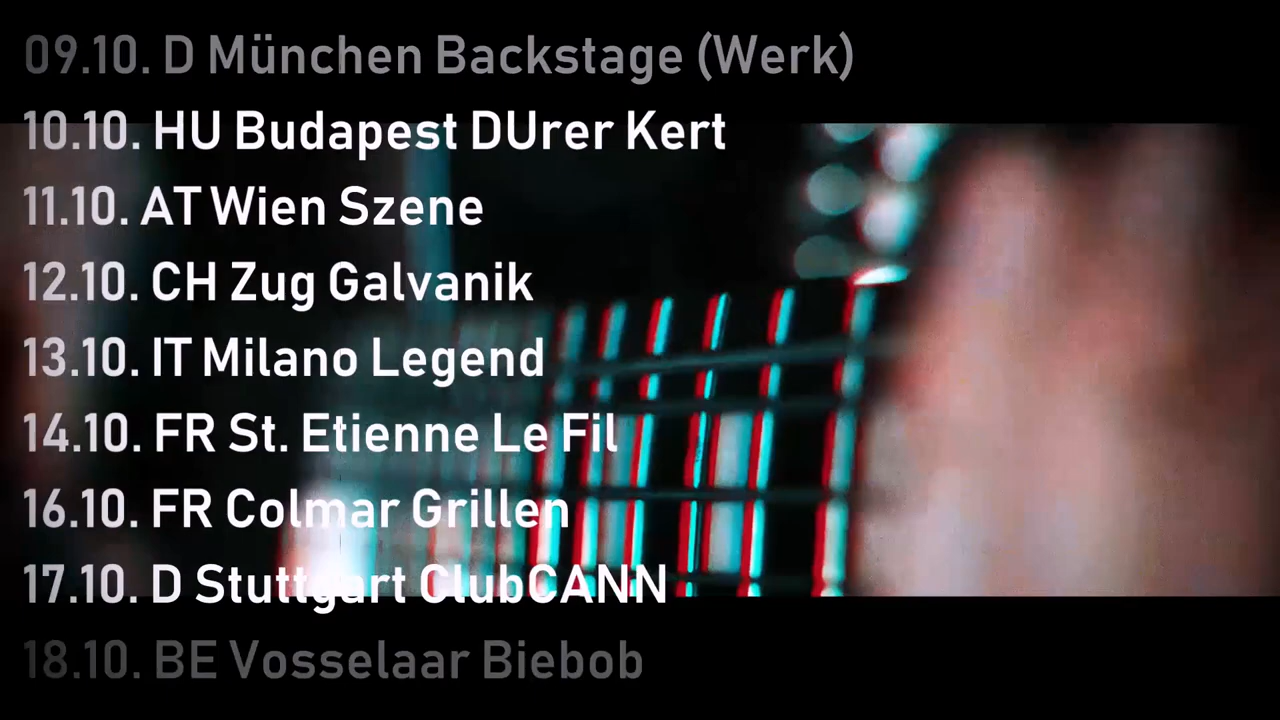 09.10. D München Backstage (Werk)
10.10. HU Budapest DUrer Kert
11.10. AT Wien Szene
12.10. CH Zug Galvanik
13.10. IT Milano Legend
14.10. FR St. Etienne Le Fil
16.10. FR Colmar Grillen
17.10. D Stuttgart ClubCANN
18.10. BE Vosselaar Biebob